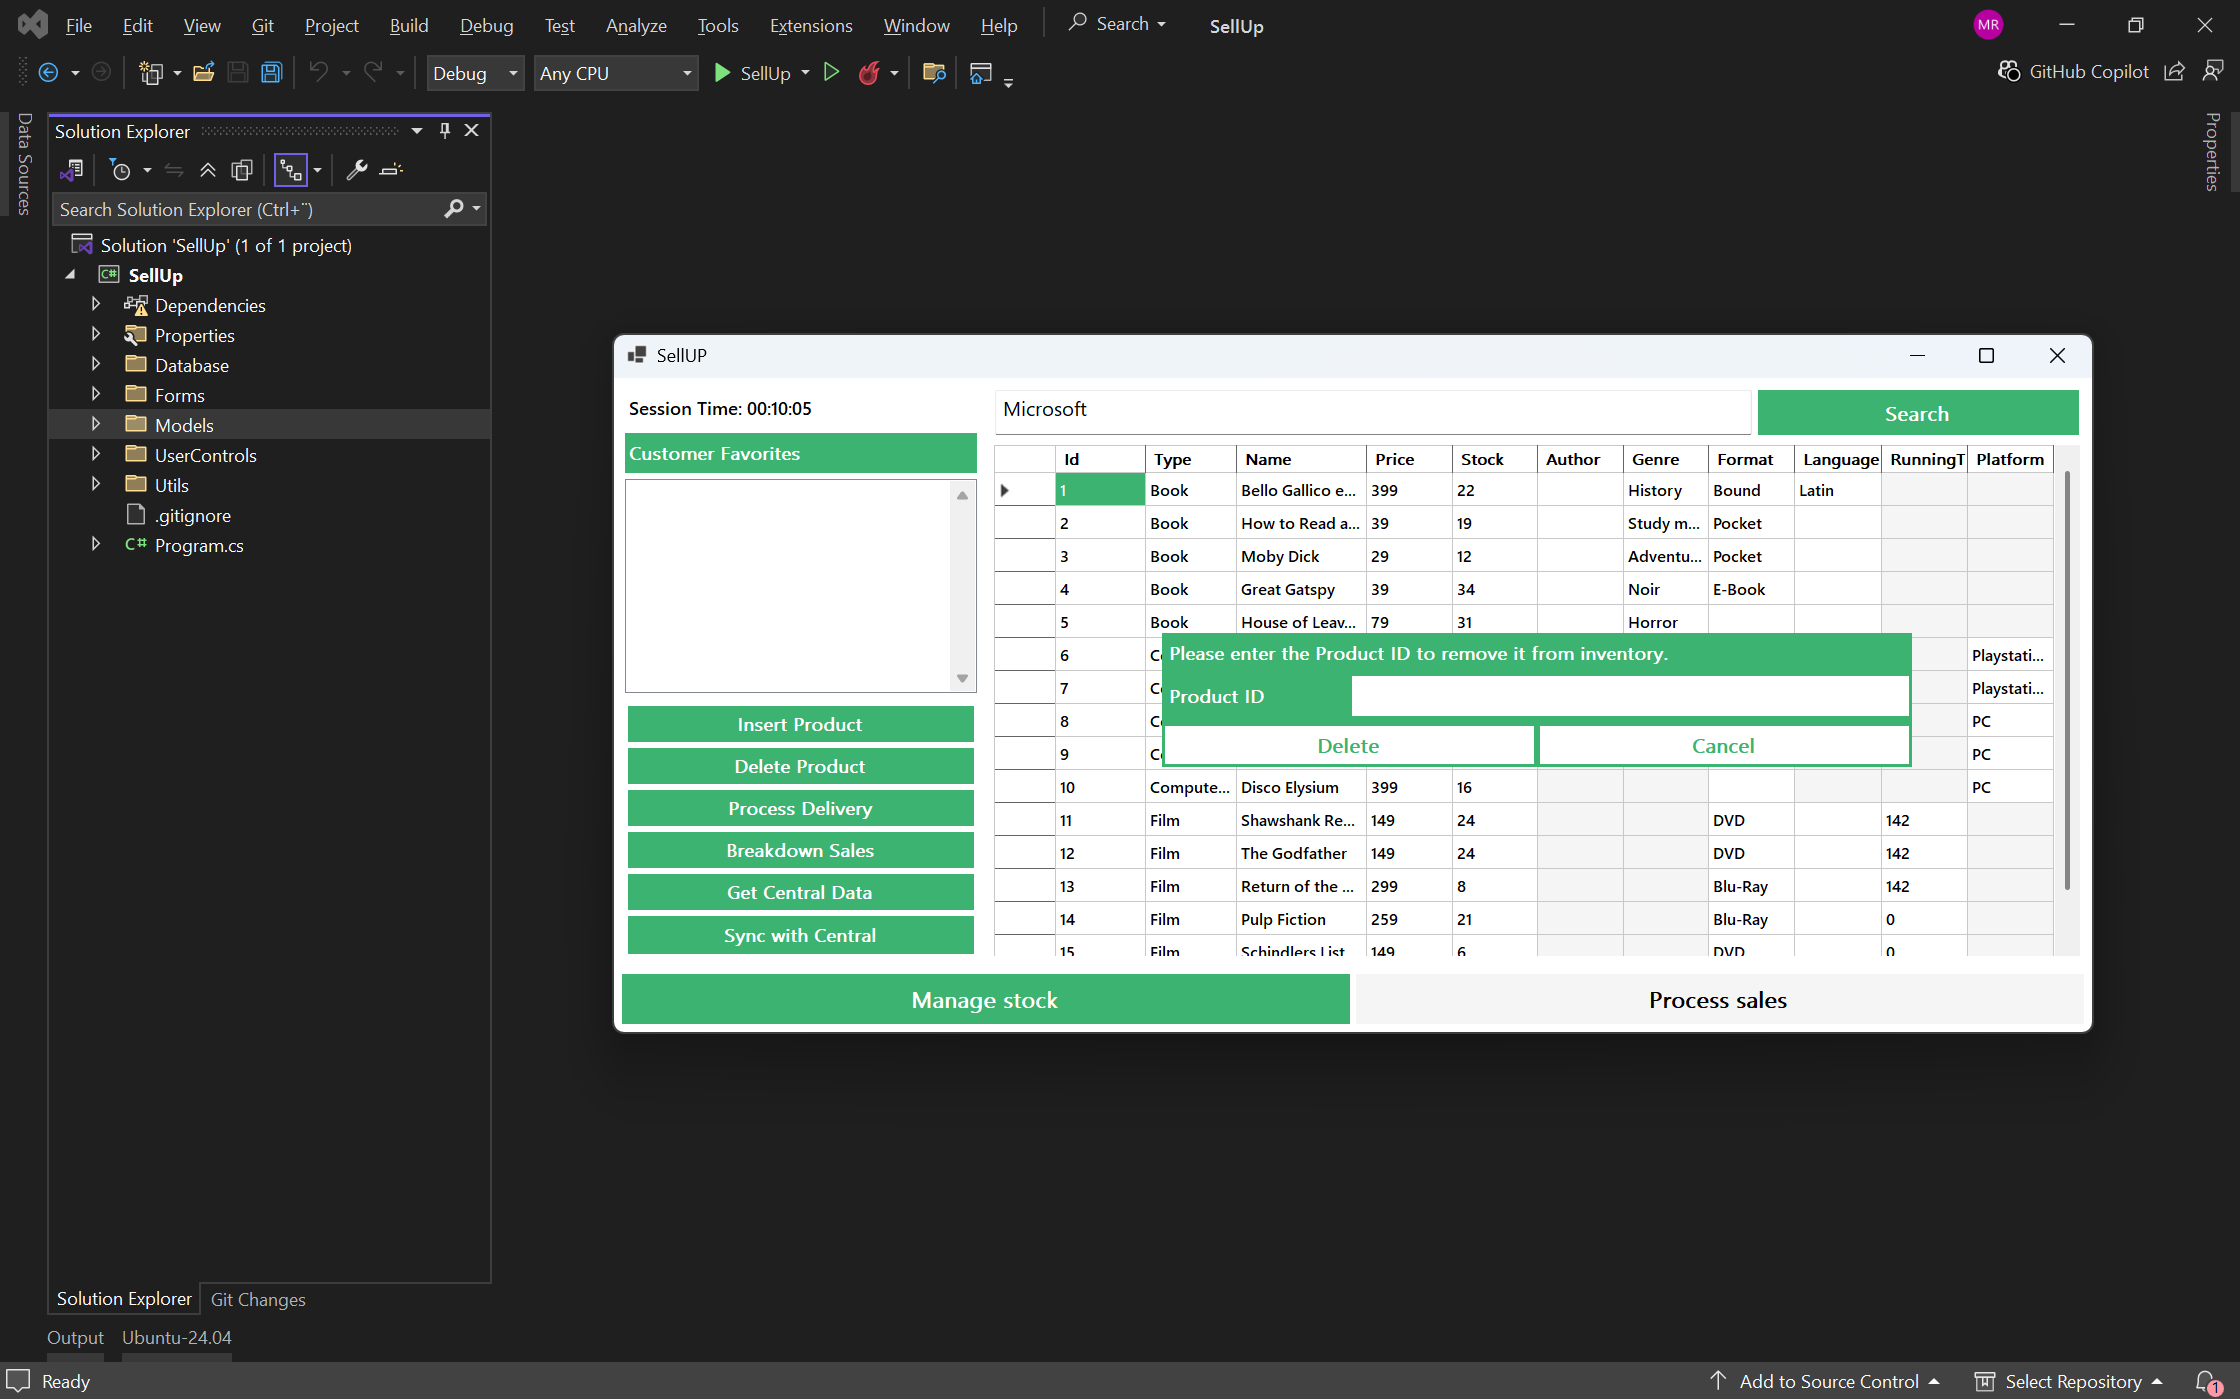 File Edit View Git Project Build Debug Test Analyze Tools Extensions Window Help Search SellUp MR
Debug Any CPU SellUp GitHub Copilot
Data Sources
Solution Explorer
Search Solution Explorer (Ctrl+¨)
Solution 'SellUp' (1 of 1 project)
C# SellUp
Dependencies
Properties
Database
Forms
Models
UserControls
Utils
.gitignore
C# Program.cs
Solution Explorer Git Changes
Output Ubuntu-24.04
Ready
Properties
SellUP
Session Time: 00:10:05
Microsoft
Search
Customer Favorites
Insert Product
Delete Product
Process Delivery
Breakdown Sales
Get Central Data
Sync with Central
Id Type Name Price Stock Author Genre Format Language RunningT Platform
1 Book Bello Gallico e... 399 22 History Bound Latin
2 Book How to Read a... 39 19 Study m... Pocket
3 Book Moby Dick 29 12 Adventu... Pocket
4 Book Great Gatspy 39 34 Noir E-Book
5 Book House of Leav... 79 31 Horror
6 Playstati...
7 Playstati...
8 PC
9 PC
10 Compute... Disco Elysium 399 16 PC
11 Film Shawshank Re... 149 24 DVD 142
12 Film The Godfather 149 24 DVD 142
13 Film Return of the ... 299 8 Blu-Ray 142
14 Film Pulp Fiction 259 21 Blu-Ray 0
15 Film Schindlers List 149 6 DVD 0
Please enter the Product ID to remove it from inventory.
Product ID
Delete Cancel
Manage stock Process sales
Add to Source Control Select Repository 1